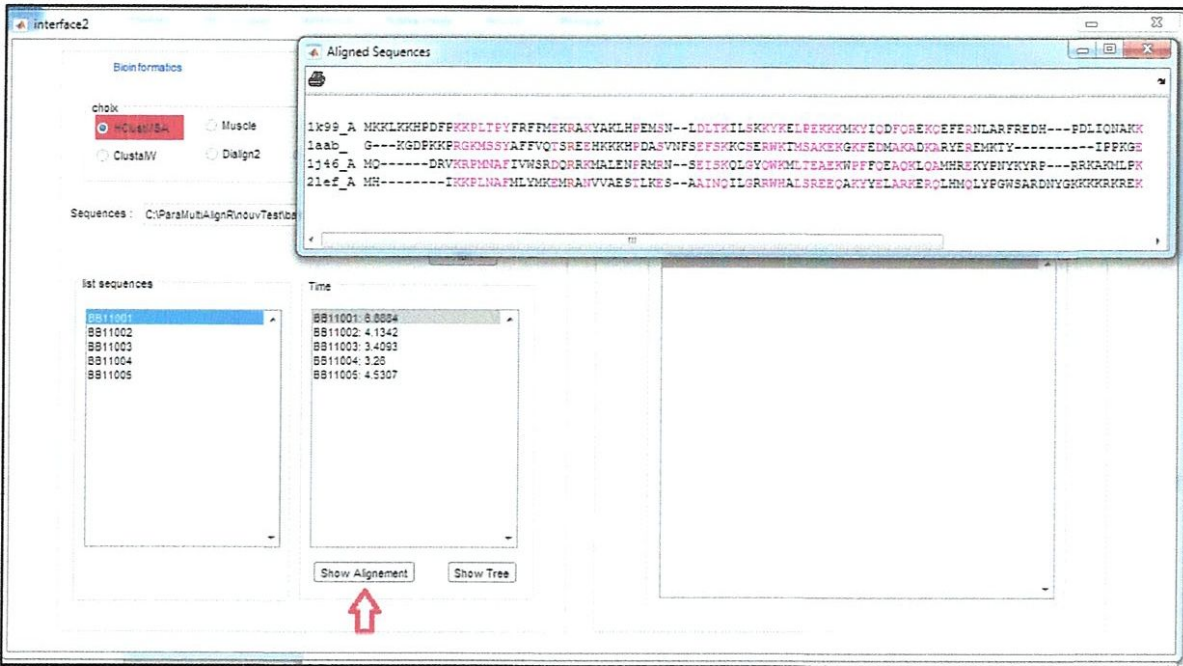 interface2
Aligned Sequences
Bioinformatics
choix
HClustMSA
Muscle
ClustalW
Dialign2
1k99_A MKKLKKHPDFPKKPLTPYFRFFMEKRAKYAKLHPEMSN--LDLTKILSKKYKELPEKKKMKYIQDFQREKQEFERNLARFREDH---PDLIQNAKK
1aab_ G---KGDPKKPRGKMSSYAFFVQTSREEHKKKHPDASVNFSEFSKKCSERWKTMSAKEKGKFEDMAKADKARYEREMKTY----------IPPKGE
1j46_A MQ------DRVKRPMNAFIVWSRDQRRKMALENPRMRN--SEISKQLGYQWKMLTEAEKWPFFQEAQKLQAMHREKYPNYKYRP---RRKAKMLPK
2lef_A MH--------IKKPLNAFMLYMKEMRANVVAESTLKES--AAINQILGRRWHALSREEQAKYYELARKERQLHMQLYPGWSARDNYGKKKKRKREK
Sequences : C:\ParaMultiAlignR\nouvTest\ba
list sequences
BB11001
BB11002
BB11003
BB11004
BB11005
Time
BB11001: 6.8884
BB11002: 4.1342
BB11003: 3.4093
BB11004: 3.26
BB11005: 4.5307
Show Alignement
Show Tree